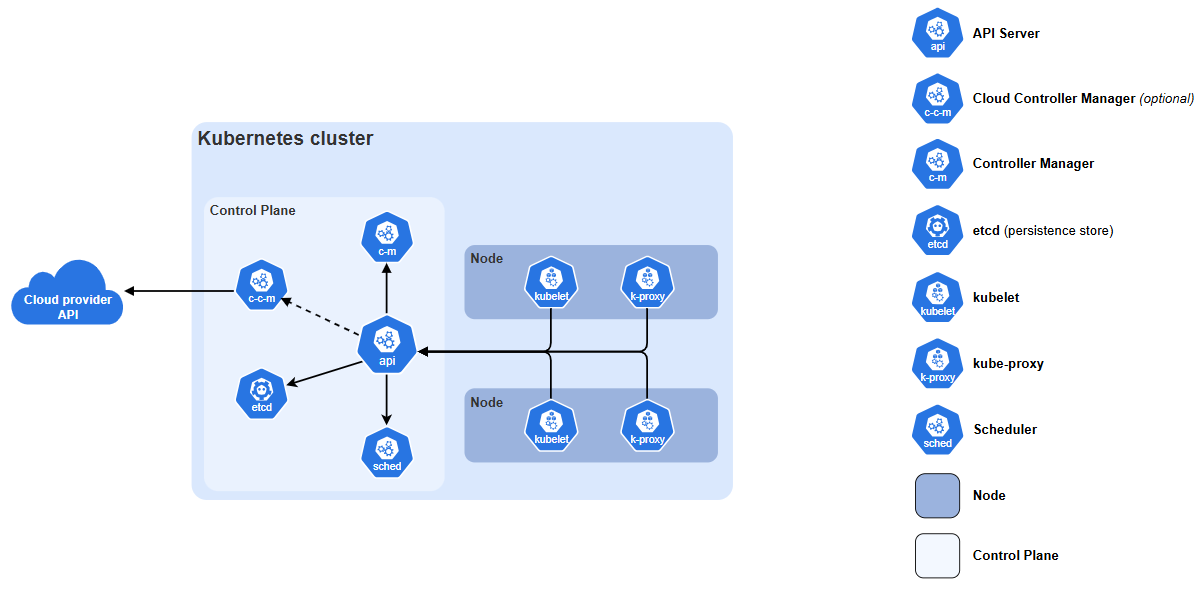 Kubernetes cluster
Control Plane
c-m
c-c-m
api
etcd
sched
Cloud provider
API
Node
kubelet
k-proxy
Node
kubelet
k-proxy
api
API Server
c-c-m
Cloud Controller Manager (optional)
c-m
Controller Manager
etcd
etcd (persistence store)
kubelet
kubelet
k-proxy
kube-proxy
sched
Scheduler
Node
Control Plane